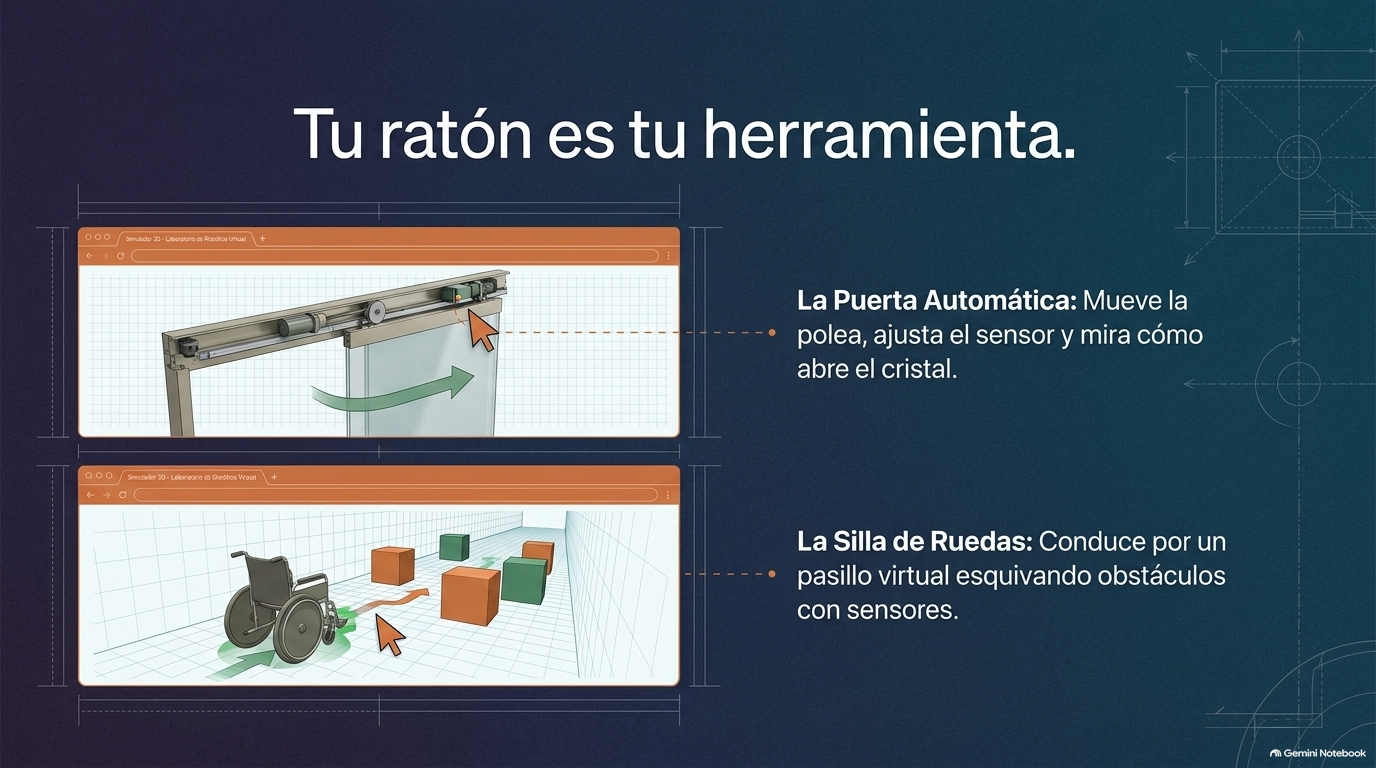 Tu ratón es tu herramienta.
La Puerta Automática: Mueve la
polea, ajusta el sensor y mira cómo
abre el cristal.
La Silla de Ruedas: Conduce por un
pasillo virtual esquivando obstáculos
con sensores.
Gemini Notebook